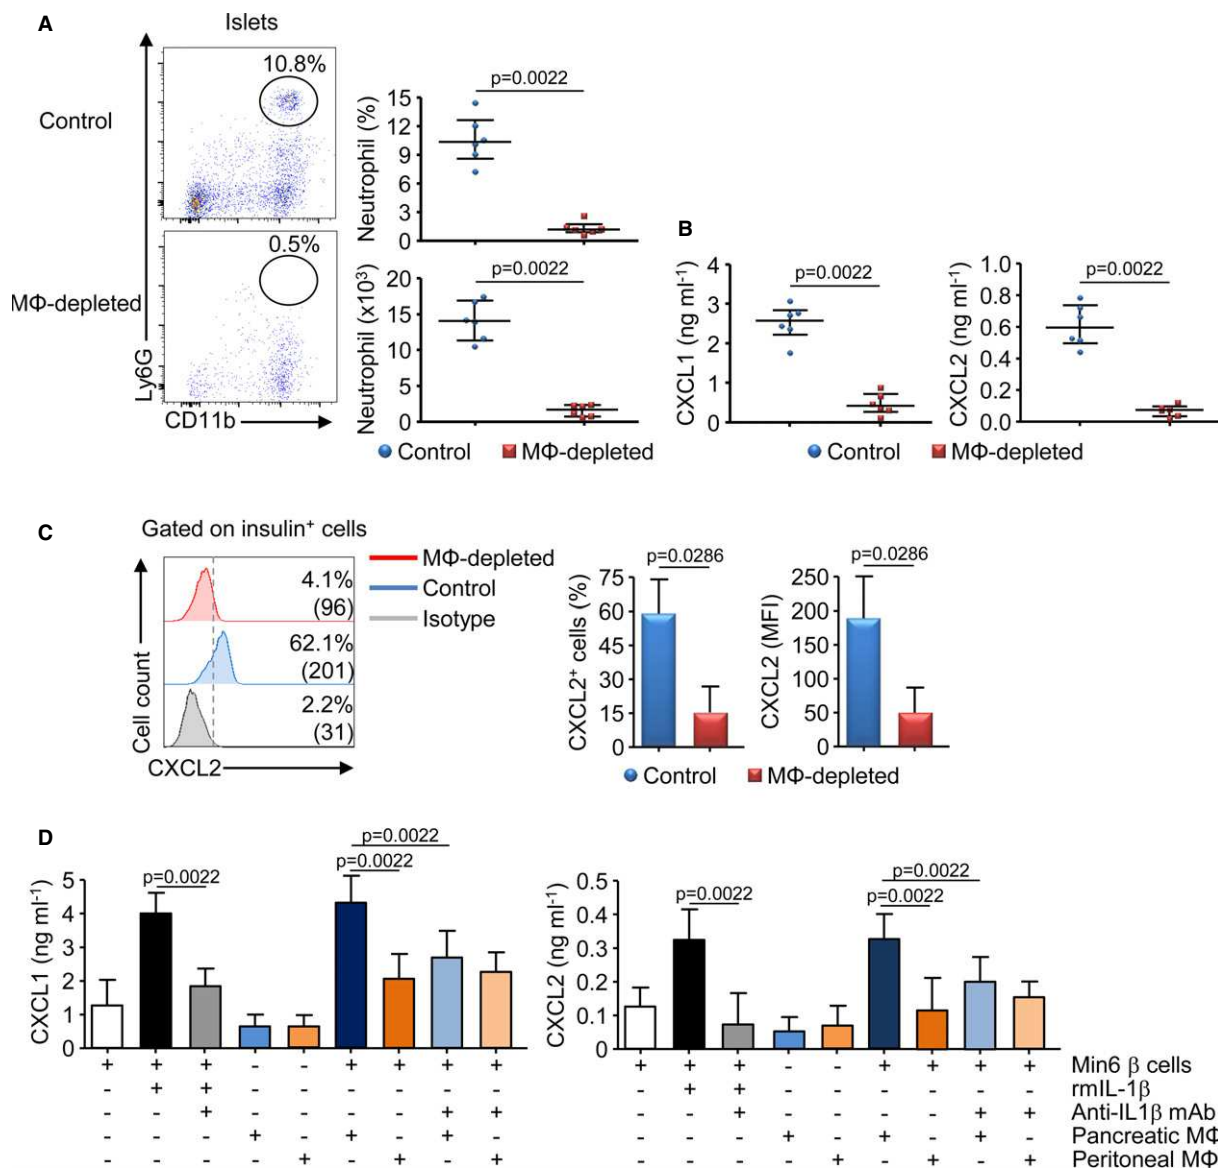 A
Islets
10.8%
Control
0.5%
MΦ-depleted
Ly6G
CD11b
p=0.0022
Neutrophil (%)
15
12
9
6
3
0
p=0.0022
Neutrophil (x10³)
20
15
10
5
0
Control MΦ-depleted
B
p=0.0022
CXCL1 (ng ml⁻¹)
4
3
2
1
0
p=0.0022
CXCL2 (ng ml⁻¹)
1.0
0.8
0.6
0.4
0.2
0.0
Control MΦ-depleted
C
Gated on insulin⁺ cells
Cell count
4.1%
(96)
62.1%
(201)
2.2%
(31)
CXCL2
MΦ-depleted
Control
Isotype
p=0.0286
CXCL2⁺ cells (%)
75
60
45
30
15
0
p=0.0286
CXCL2 (MFI)
250
200
150
100
50
0
Control MΦ-depleted
D
p=0.0022
p=0.0022
p=0.0022
CXCL1 (ng ml⁻¹)
5
4
3
2
1
0
p=0.0022
p=0.0022
p=0.0022
CXCL2 (ng ml⁻¹)
0.5
0.4
0.3
0.2
0.1
0
+ + + - - + + + + + + + - - + + + + Min6 β cells
- + + - - - - - - - + + - - - - - - rmIL-1β
- - + - - - - + + - - + - - - - + + Anti-IL1β mAb
- - - + - + - + - - - - + - + - + - Pancreatic MΦ
- - - - + - + - + - - - - + - + - + Peritoneal MΦ